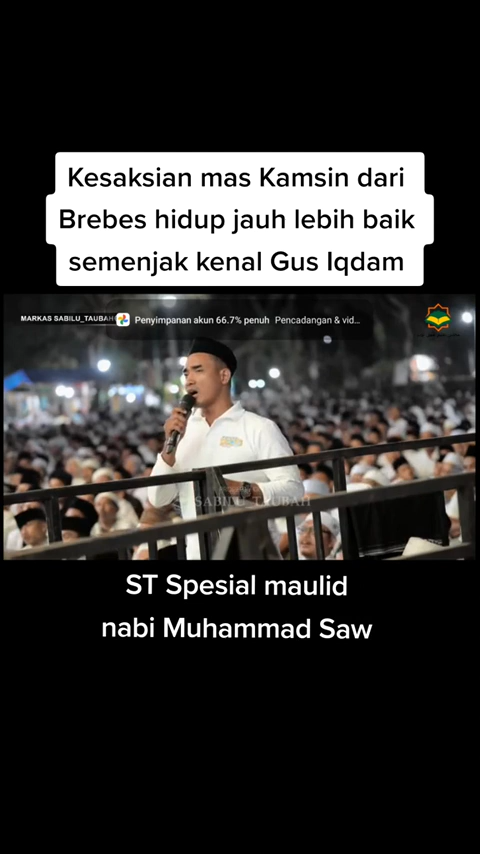 Kesaksian mas Kamsin dari
Brebes hidup jauh lebih baik
semenjak kenal Gus Iqdam
MARKAS SABILU_TAUBAH
Penyimpanan akun 66.7% penuh Pencadangan & vid...
SABILU_TAUBAH
ST Spesial maulid
nabi Muhammad Saw